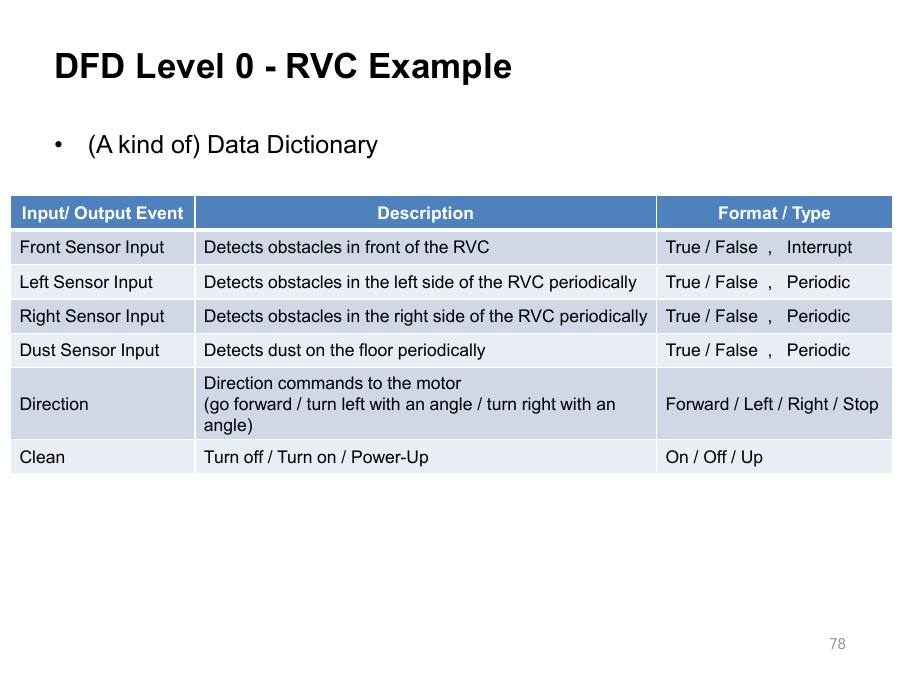 DFD Level 0 - RVC Example
• (A kind of) Data Dictionary
Input/ Output Event Description Format / Type
Front Sensor Input Detects obstacles in front of the RVC True / False , Interrupt
Left Sensor Input Detects obstacles in the left side of the RVC periodically True / False , Periodic
Right Sensor Input Detects obstacles in the right side of the RVC periodically True / False , Periodic
Dust Sensor Input Detects dust on the floor periodically True / False , Periodic
Direction commands to the motor
Direction (go forward / turn left with an angle / turn right with an Forward / Left / Right / Stop
angle)
Clean Turn off / Turn on / Power-Up On / Off / Up
78